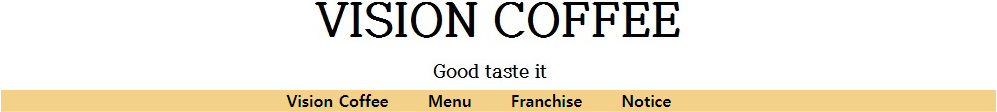 VISION COFFEE
Good taste it
Vision Coffee Menu Franchise Notice